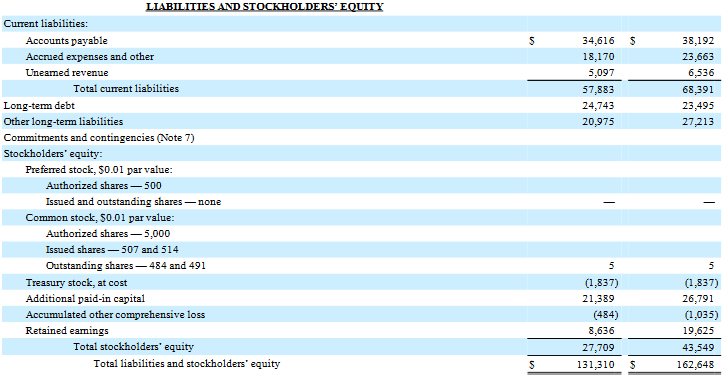 LIABILITIES AND STOCKHOLDERS’ EQUITY
Current liabilities:
Accounts payable $ 34,616 $ 38,192
Accrued expenses and other 18,170 23,663
Unearned revenue 5,097 6,536
Total current liabilities 57,883 68,391
Long-term debt 24,743 23,495
Other long-term liabilities 20,975 27,213
Commitments and contingencies (Note 7)
Stockholders’ equity:
Preferred stock, $0.01 par value:
Authorized shares — 500
Issued and outstanding shares — none — —
Common stock, $0.01 par value:
Authorized shares — 5,000
Issued shares — 507 and 514
Outstanding shares — 484 and 491 5 5
Treasury stock, at cost (1,837) (1,837)
Additional paid-in capital 21,389 26,791
Accumulated other comprehensive loss (484) (1,035)
Retained earnings 8,636 19,625
Total stockholders’ equity 27,709 43,549
Total liabilities and stockholders’ equity $ 131,310 $ 162,648